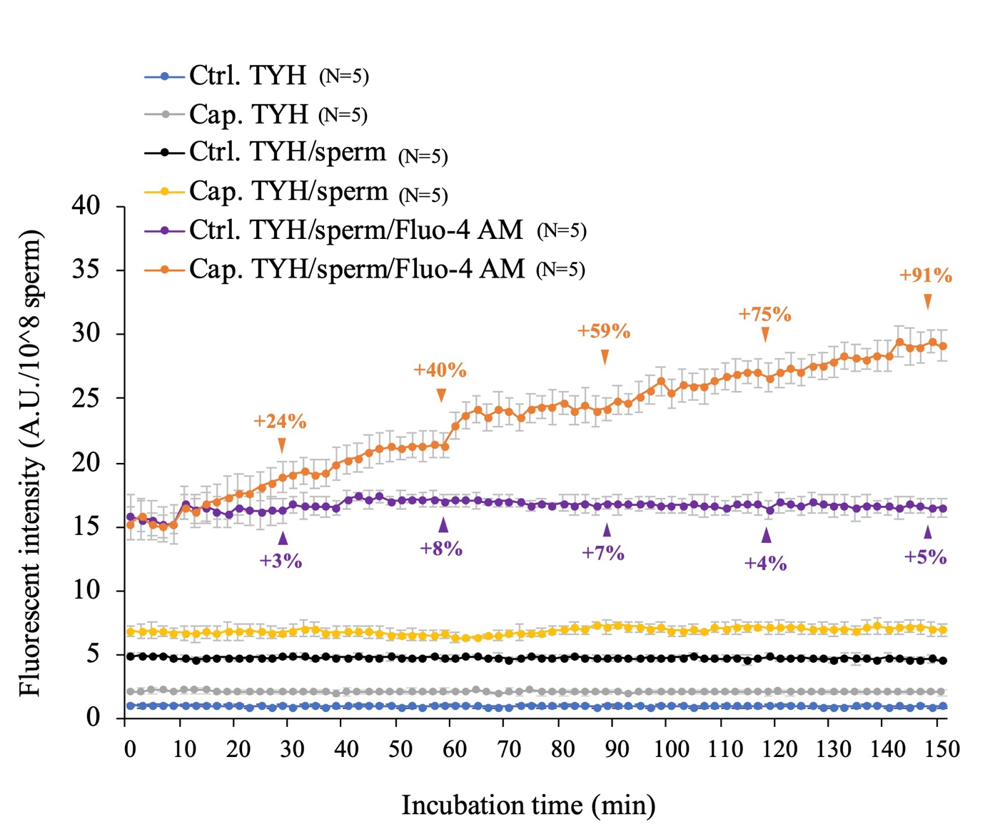 Ctrl. TYH (N=5)
Cap. TYH (N=5)
Ctrl. TYH/sperm (N=5)
Cap. TYH/sperm (N=5)
Ctrl. TYH/sperm/Fluo-4 AM (N=5)
Cap. TYH/sperm/Fluo-4 AM (N=5)
Fluorescent intensity (A.U./10^8 sperm)
40
35
30
25
20
15
10
5
0
+24%
+40%
+59%
+75%
+91%
+3%
+8%
+7%
+4%
+5%
0 10 20 30 40 50 60 70 80 90 100 110 120 130 140 150
Incubation time (min)